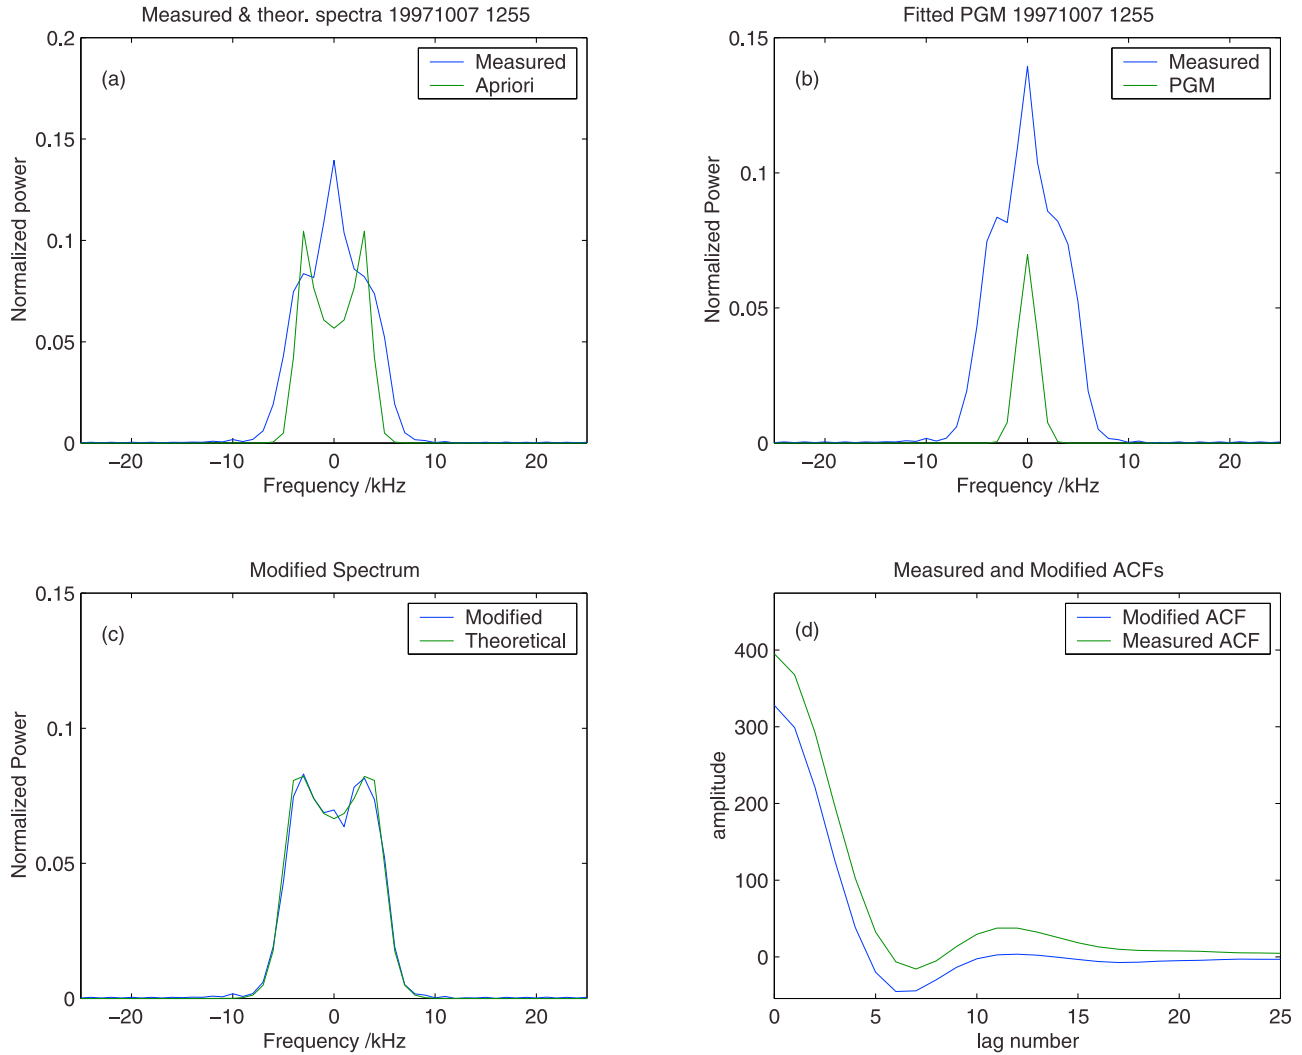 Measured & theor. spectra 19971007 1255
0.2
0.15
0.1
0.05
0
Normalized power
(a)
Measured
Apriori
−20
−10
0
10
20
Frequency /kHz
Fitted PGM 19971007 1255
0.15
0.1
0.05
0
Normalized Power
(b)
Measured
PGM
−20
−10
0
10
20
Frequency /kHz
Modified Spectrum
0.15
0.1
0.05
0
Normalized Power
(c)
Modified
Theoretical
−20
−10
0
10
20
Frequency /kHz
Measured and Modified ACFs
400
300
200
100
0
amplitude
(d)
Modified ACF
Measured ACF
0
5
10
15
20
25
lag number